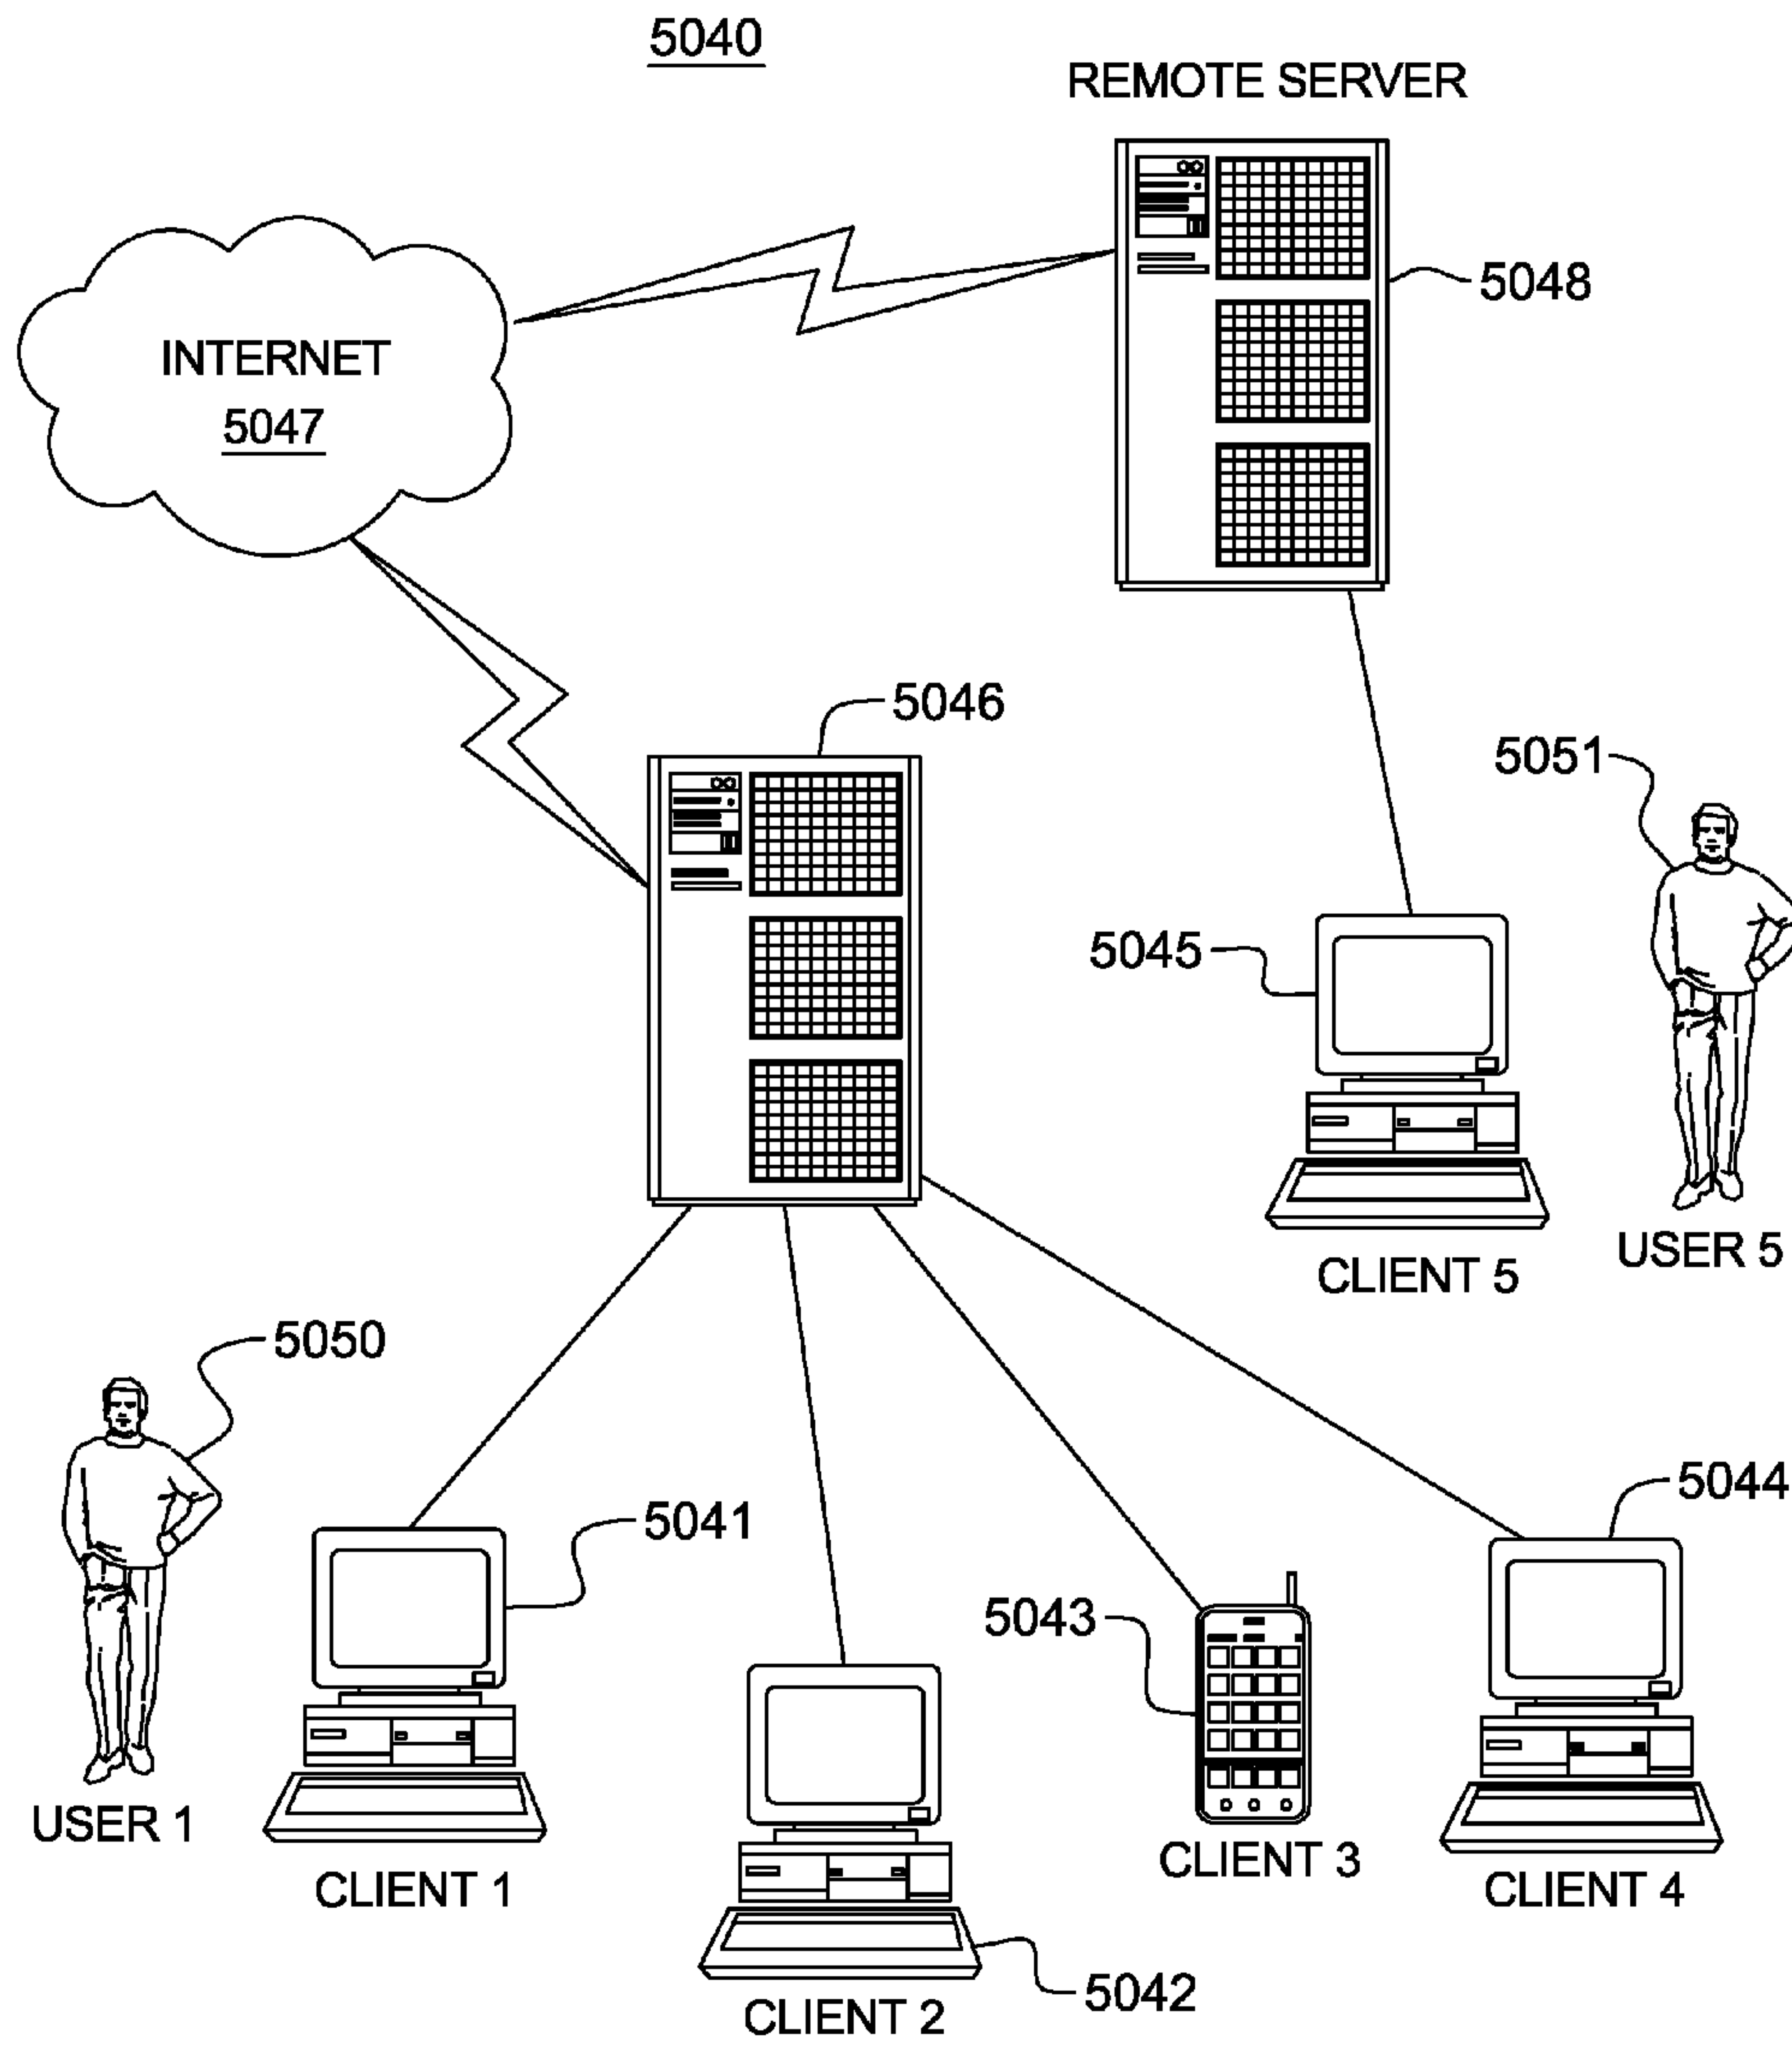 5040
REMOTE SERVER
5048
INTERNET
5047
5046
5051
5045
USER 5
CLIENT 5
5050
5044
5041
5043
USER 1
CLIENT 3
CLIENT 1
CLIENT 4
5042
CLIENT 2